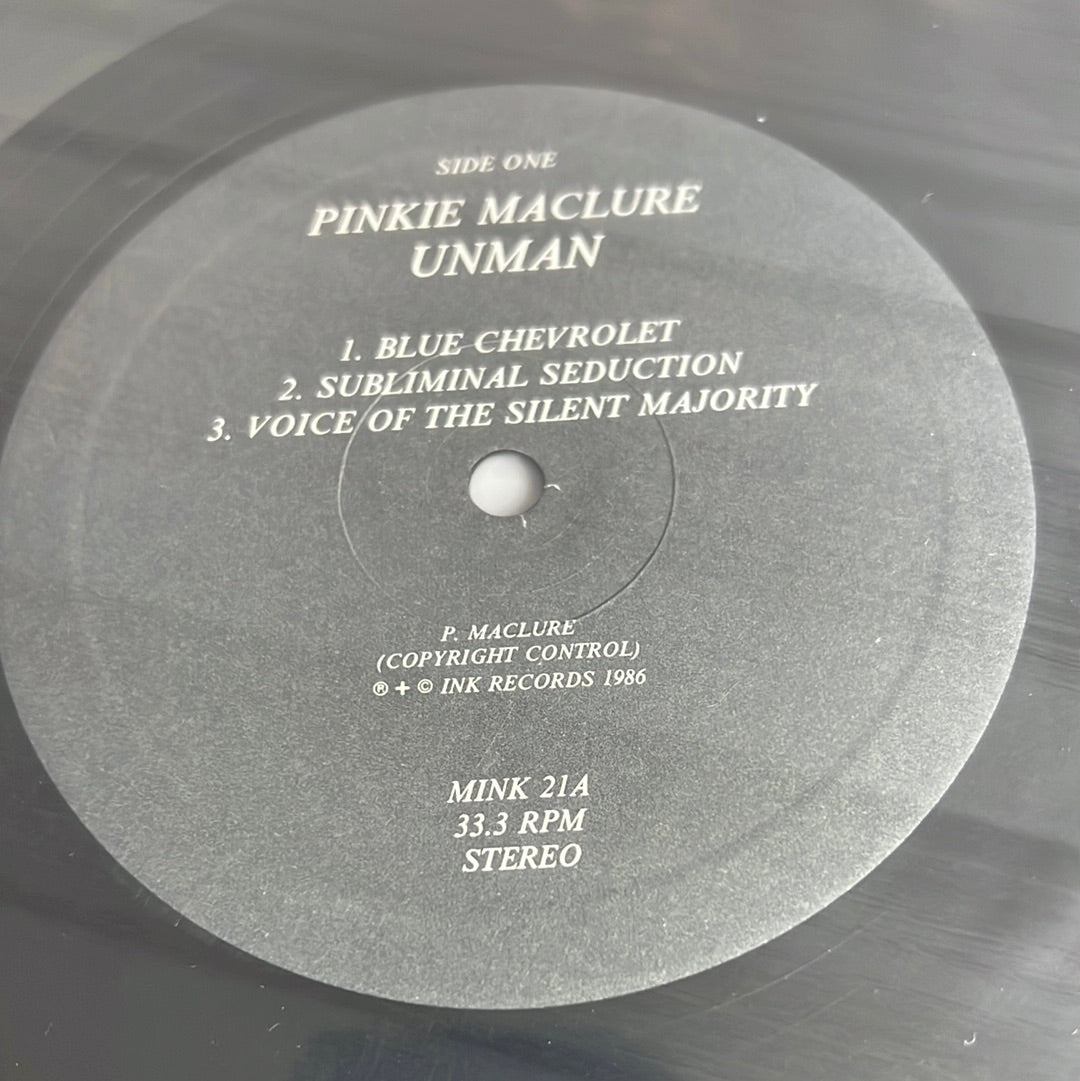 SIDE ONE
PINKIE MACLURE
UNMAN
1. BLUE CHEVROLET
2. SUBLIMINAL SEDUCTION
3. VOICE OF THE SILENT MAJORITY
P. MACLURE
(COPYRIGHT CONTROL)
® + © INK RECORDS 1986
MINK 21A
33.3 RPM
STEREO